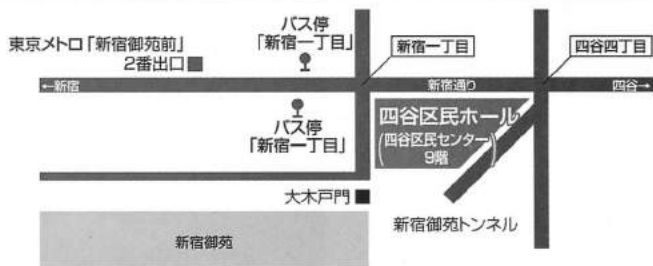 バス停
「新宿一丁目」
東京メトロ「新宿御苑前」
2番出口
新宿一丁目
四谷四丁目
←新宿
新宿通り
四谷→
バス停
「新宿一丁目」
四谷区民ホール
(四谷区民センター)
9階
大木戸門
新宿御苑トンネル
新宿御苑